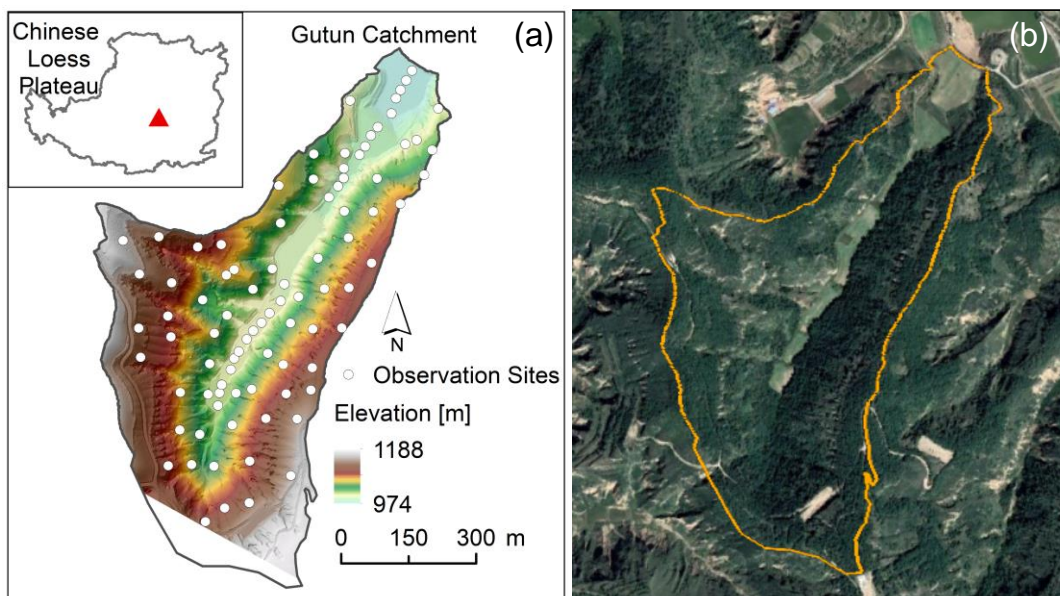 Chinese
Loess
Plateau
Gutun Catchment
(a)
(b)
N
Observation Sites
Elevation [m]
1188
974
0 150 300 m